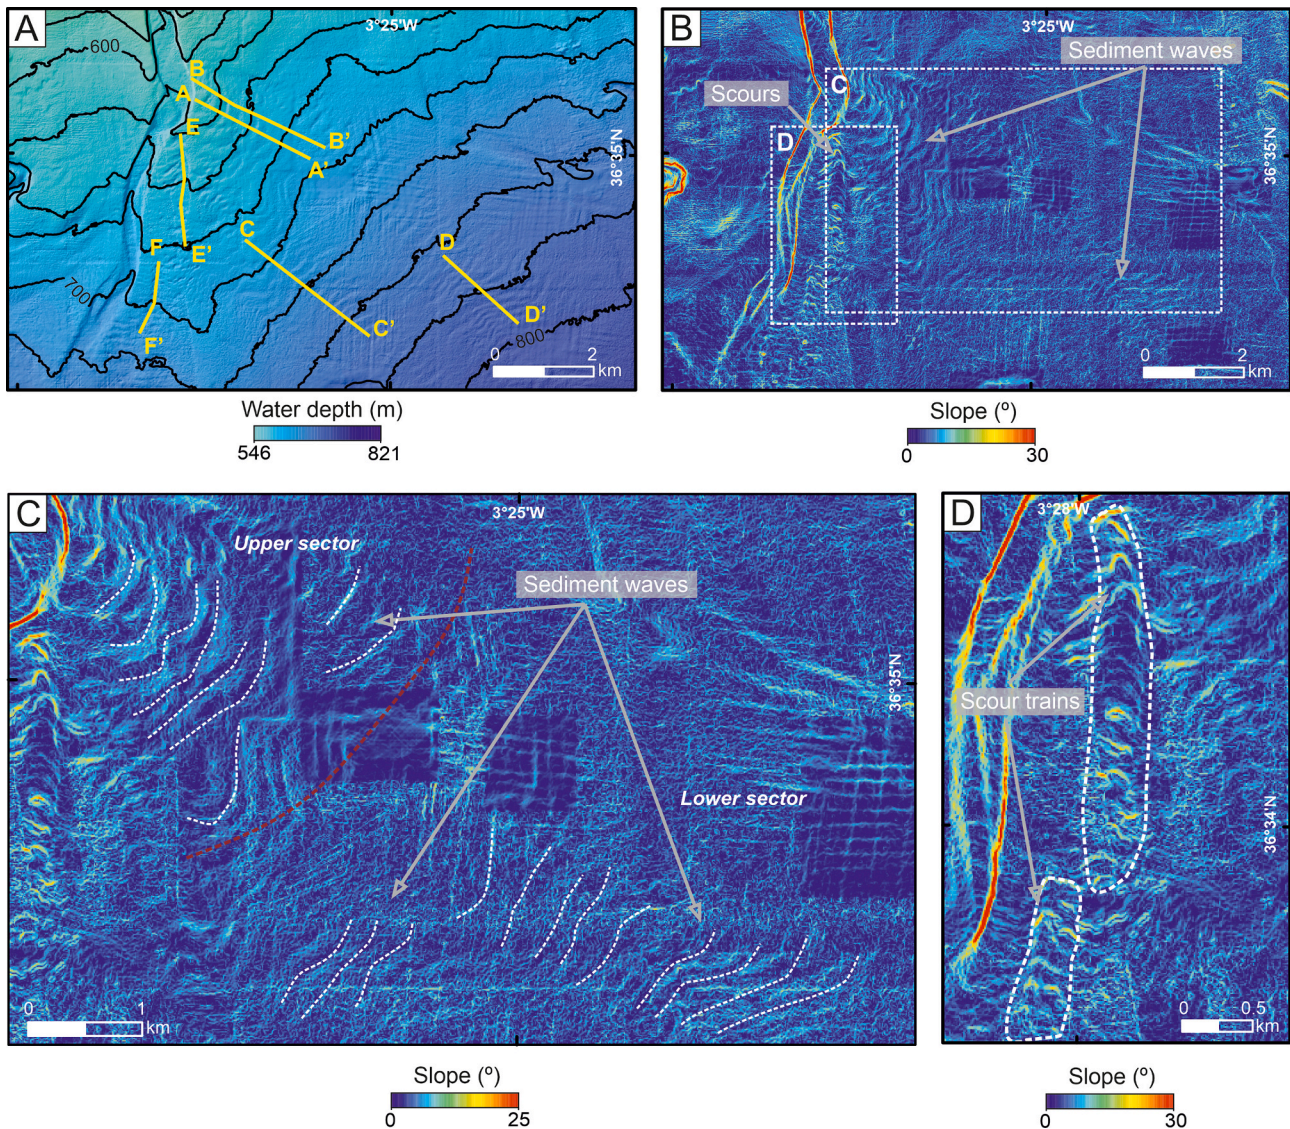 A
3°25'W
600
B
A
E
B'
A'
C
E'
F
D
700
C'
D'
F'
800
0 2
km
Water depth (m)
546 821
B
3°25'W
Sediment waves
C
Scours
D
36°35'N
36°35'N
0 2
km
Slope (º)
0 30
C
3°25'W
Upper sector
Sediment waves
36°35'N
Lower sector
0 1
km
Slope (º)
0 25
D
3°28'W
Scour trains
36°34'N
0 0.5
km
Slope (º)
0 30